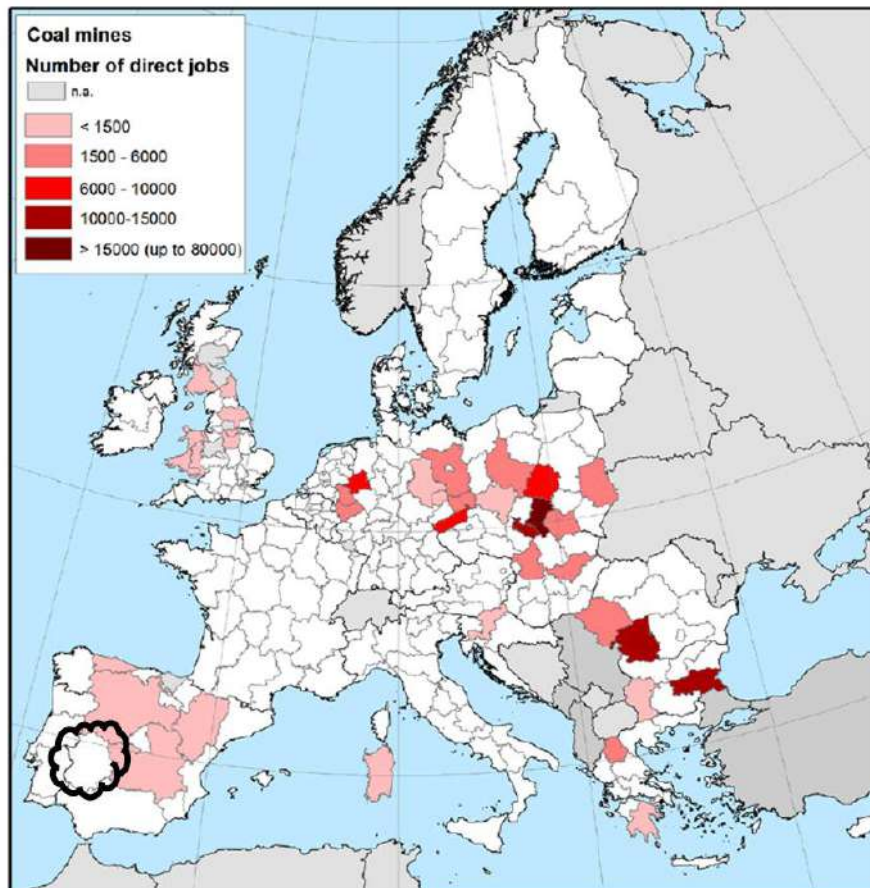 Coal mines
Number of direct jobs
n.a.
< 1500
1500 - 6000
6000 - 10000
10000-15000
> 15000 (up to 80000)